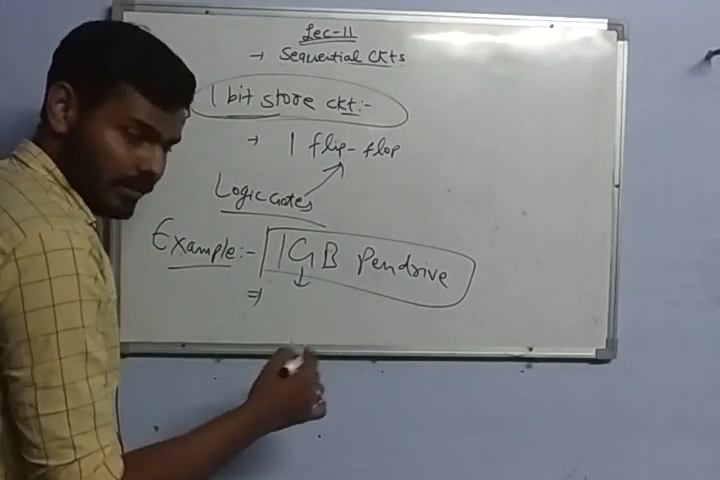 Lec-11
→ Sequential CKTs
1 bit store ckt:-
→ 1 flip-flop
Logic Gates
Example:- 1GB Pendrive
⇒